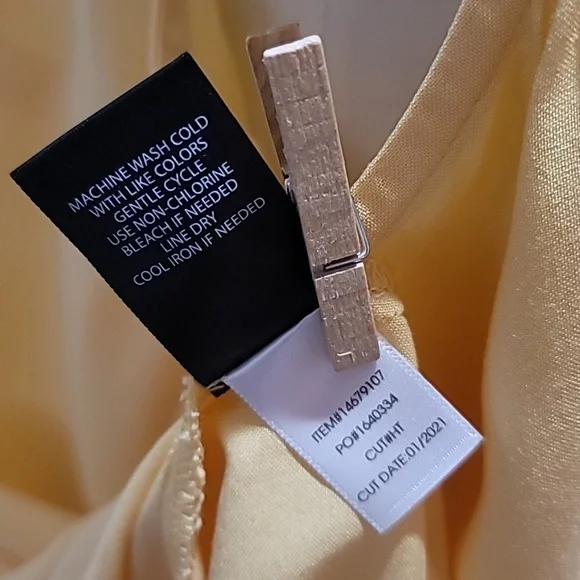 MACHINE WASH COLD
WITH LIKE COLORS
GENTLE CYCLE
USE NON-CHLORINE
BLEACH IF NEEDED
LINE DRY
COOL IRON IF NEEDED
ITEM#14679107
PO#1640334
CUT#HT
CUT DATE:01/2021